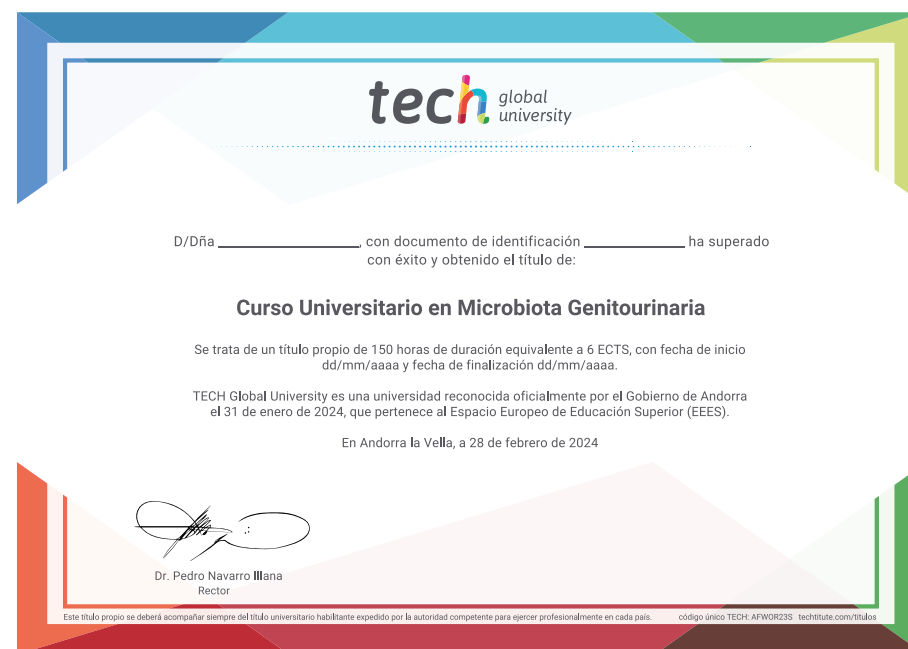 tech global university
D/Dña ____________________, con documento de identificación ______________ ha superado
con éxito y obtenido el título de:
Curso Universitario en Microbiota Genitourinaria
Se trata de un título propio de 150 horas de duración equivalente a 6 ECTS, con fecha de inicio
dd/mm/aaaa y fecha de finalización dd/mm/aaaa.
TECH Global University es una universidad reconocida oficialmente por el Gobierno de Andorra
el 31 de enero de 2024, que pertenece al Espacio Europeo de Educación Superior (EEES).
En Andorra la Vella, a 28 de febrero de 2024
Dr. Pedro Navarro Illana
Rector
Este título propio se deberá acompañar siempre del título universitario habilitante expedido por la autoridad competente para ejercer profesionalmente en cada país. código único TECH: AFWOR23S techtitute.com/titulos